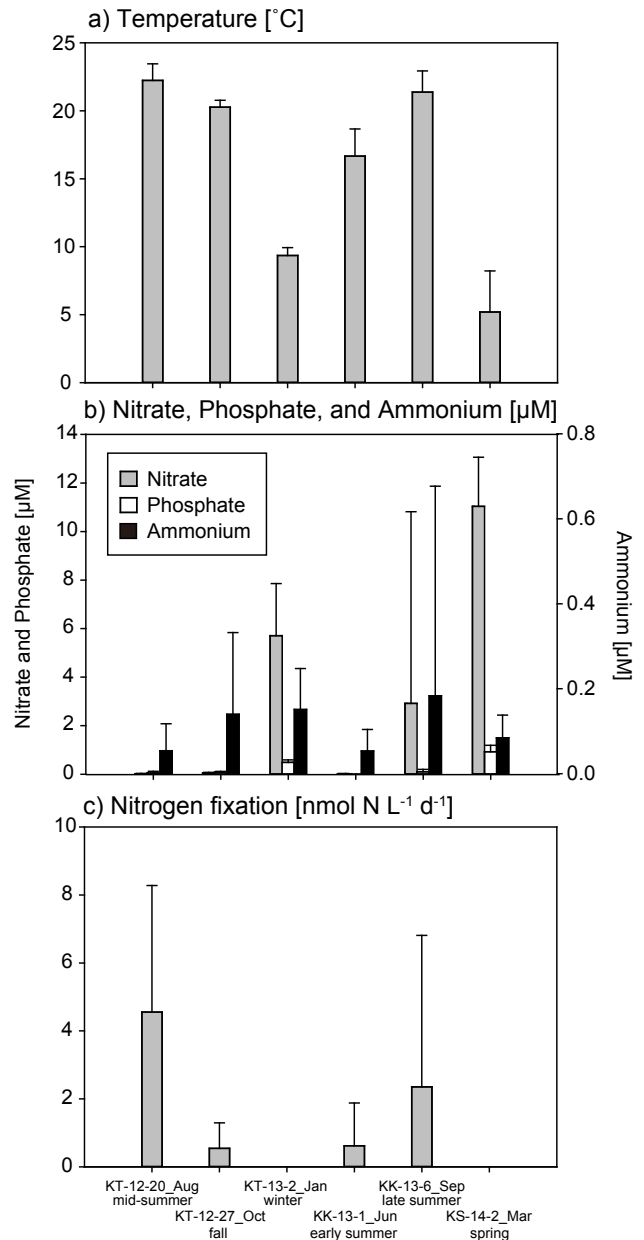 a) Temperature [˚C]
25
20
15
10
5
0
b) Nitrate, Phosphate, and Ammonium [µM]
14
12
10
8
6
4
2
0
0.8
0.6
0.4
0.2
0.0
Nitrate and Phosphate [µM]
Ammonium [µM]
Nitrate
Phosphate
Ammonium
c) Nitrogen fixation [nmol N L⁻¹ d⁻¹]
10
8
6
4
2
0
KT-12-20_Aug
mid-summer
KT-12-27_Oct
fall
KT-13-2_Jan
winter
KK-13-1_Jun
early summer
KK-13-6_Sep
late summer
KS-14-2_Mar
spring